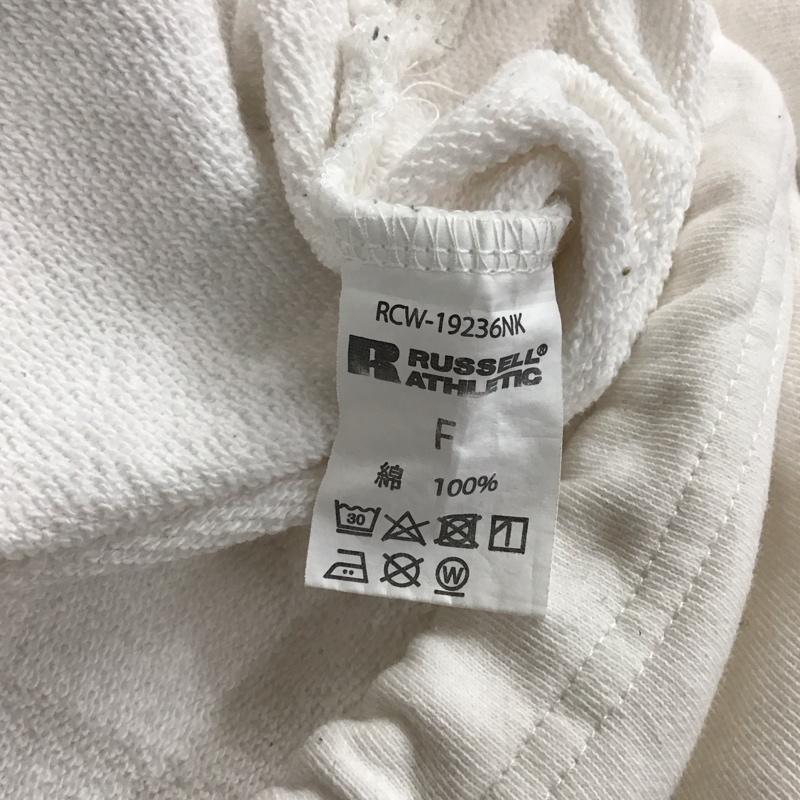 RCW-19236NK
R RUSSELL®
ATHLETIC
F
綿 100%
30
W